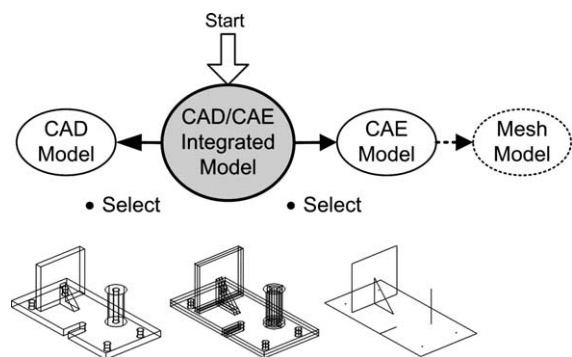 Start
CAD
Model
CAD/CAE
Integrated
Model
CAE
Model
Mesh
Model
• Select
• Select